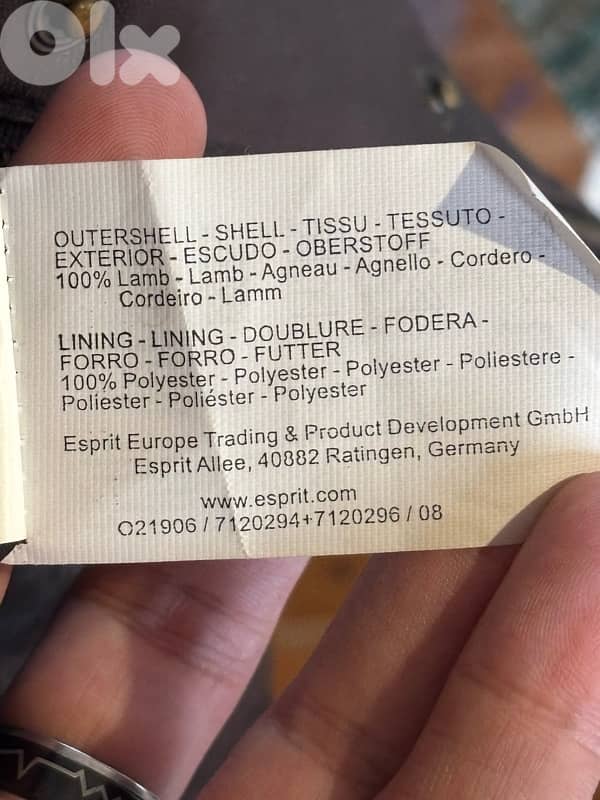 OLX
OUTERSHELL - SHELL - TISSU - TESSUTO -
EXTERIOR - ESCUDO - OBERSTOFF
100% Lamb - Lamb - Agneau - Agnello - Cordero -
Cordeiro - Lamm
LINING - LINING - DOUBLURE - FODERA -
FORRO - FORRO - FUTTER
100% Polyester - Polyester - Polyester - Poliestere -
Poliester - Poliéster - Polyester
Esprit Europe Trading & Product Development GmbH
Esprit Allee, 40882 Ratingen, Germany
www.esprit.com
O21906 / 7120294+7120296 / 08